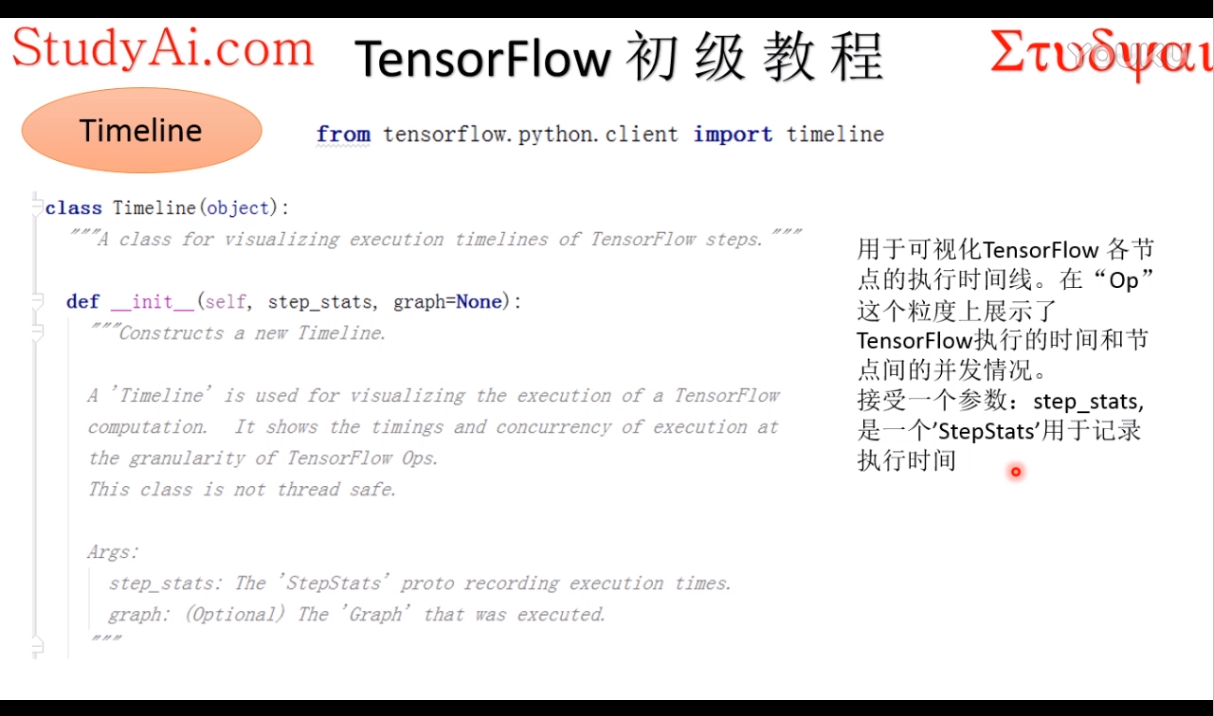 StudyAi.com
TensorFlow 初级教程
Στυδψαι
YOUKU
Timeline
from tensorflow.python.client import timeline
class Timeline(object):
"""A class for visualizing execution timelines of TensorFlow steps."""
def __init__(self, step_stats, graph=None):
"""Constructs a new Timeline.
A 'Timeline' is used for visualizing the execution of a TensorFlow
computation. It shows the timings and concurrency of execution at
the granularity of TensorFlow Ops.
This class is not thread safe.
Args:
step_stats: The 'StepStats' proto recording execution times.
graph: (Optional) The 'Graph' that was executed.
"""
用于可视化TensorFlow 各节
点的执行时间线。在“Op”
这个粒度上展示了
TensorFlow执行的时间和节
点间的并发情况。
接受一个参数：step_stats,
是一个'StepStats'用于记录
执行时间